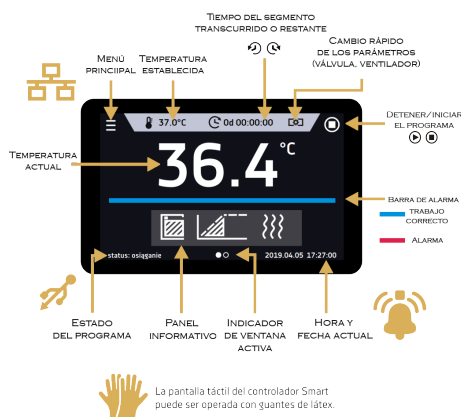 TIEMPO DEL SEGMENTO
TRANSCURRIDO O RESTANTE
CAMBIO RÁPIDO
DE LOS PARÁMETROS
(VÁLVULA, VENTILADOR)
MENÚ
PRINCIIPAL
TEMPERATURA
ESTABLECIDA
DETENER/INICIAR
EL PROGRAMA
37.0°C
0d 00:00:00
TEMPERATURA
ACTUAL
36.4°C
BARRA DE ALARMA
TRABAJO
CORRECTO
ALARMA
status: osiąganie
2019.04.05 17:27:00
ESTADO
DEL PROGRAMA
PANEL
INFORMATIVO
INDICADOR
DE VENTANA
ACTIVA
HORA Y
FECHA ACTUAL
La pantalla táctil del controlador Smart
puede ser operada con guantes de látex.